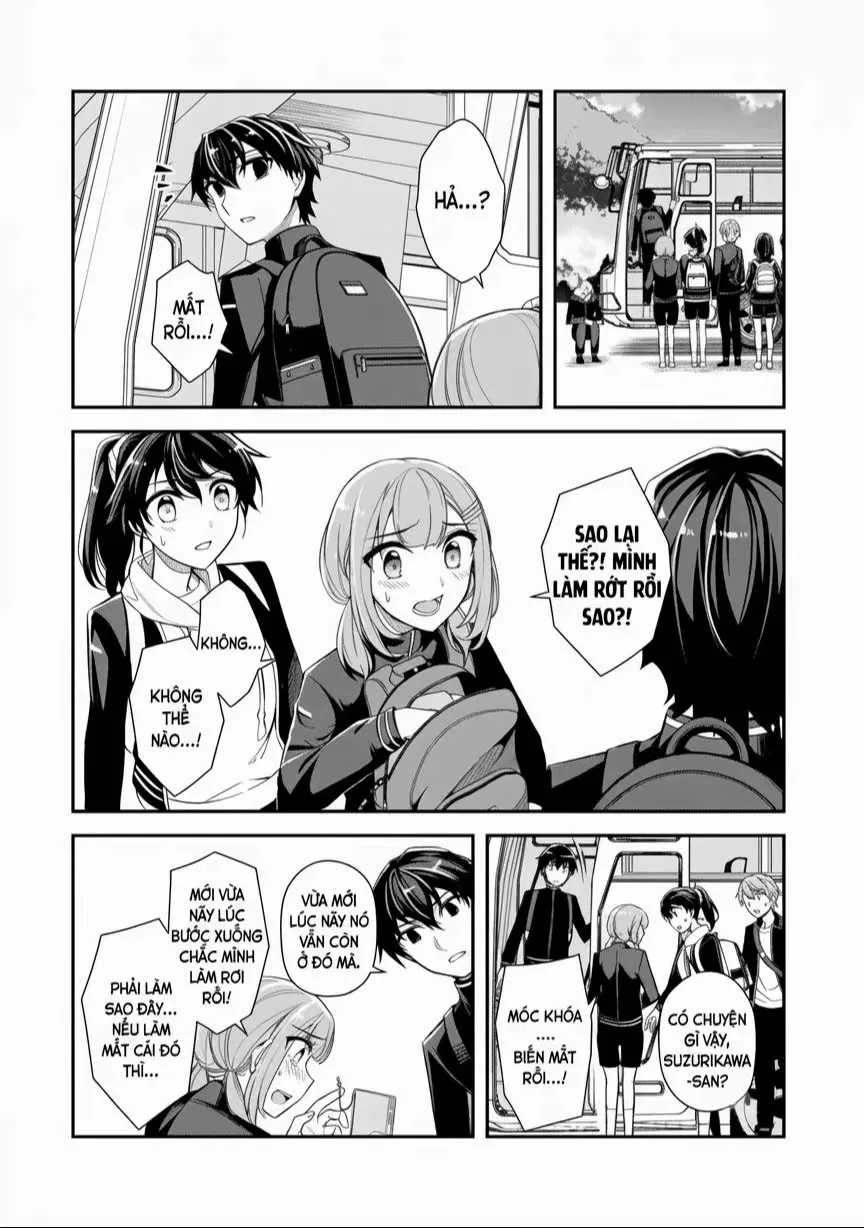 HẢ...?
MẤT
RỒI...!
SAO LẠI
THẾ?! MÌNH
LÀM RỚT RỒI
SAO?!
KHÔNG...
KHÔNG
THỂ
NÀO...!
CÓ CHUYỆN
GÌ VẬY,
SUZURIKAWA
-SAN?
MÓC KHÓA
....
BIẾN MẤT
RỒI...!
VỪA MỚI
LÚC NÃY NÓ
VẪN CÒN
Ở ĐÓ MÀ.
MỚI VỪA
NÃY LÚC
BƯỚC XUỐNG
CHẮC MÌNH
LÀM RƠI
RỒI!
PHẢI LÀM
SAO ĐÂY...
NẾU LÀM
MẤT CÁI ĐÓ
THÌ...